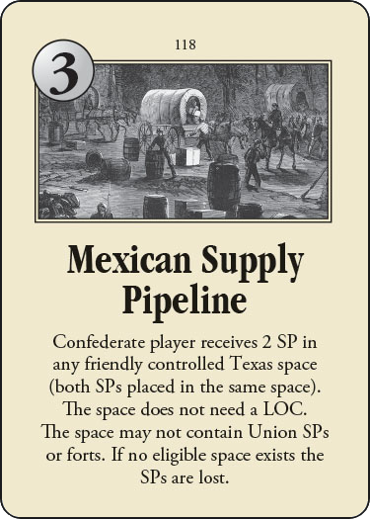 118
3
Mexican Supply
Pipeline
Confederate player receives 2 SP in
any friendly controlled Texas space
(both SPs placed in the same space).
The space does not need a LOC.
The space may not contain Union SPs
or forts. If no eligible space exists the
SPs are lost.